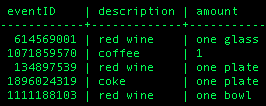 eventID | description | amount
------------+-------------+-----------
614569001 | red wine | one glass
1071859570 | coffee | 1
134897539 | red wine | one plate
1896024319 | coke | one plate
1111188103 | red wine | one bowl